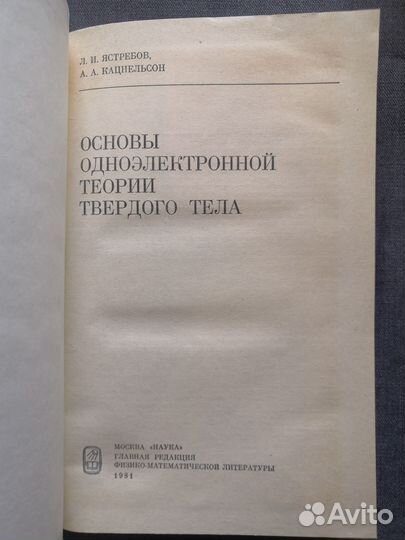 Л. И. ЯСТРЕБОВ,
А. А. КАЦНЕЛЬСОН
ОСНОВЫ
ОДНОЭЛЕКТРОННОЙ
ТЕОРИИ
ТВЕРДОГО ТЕЛА
МОСКВА «НАУКА»
ГЛАВНАЯ РЕДАКЦИЯ
ФИЗИКО-МАТЕМАТИЧЕСКОЙ ЛИТЕРАТУРЫ
1981
Avito